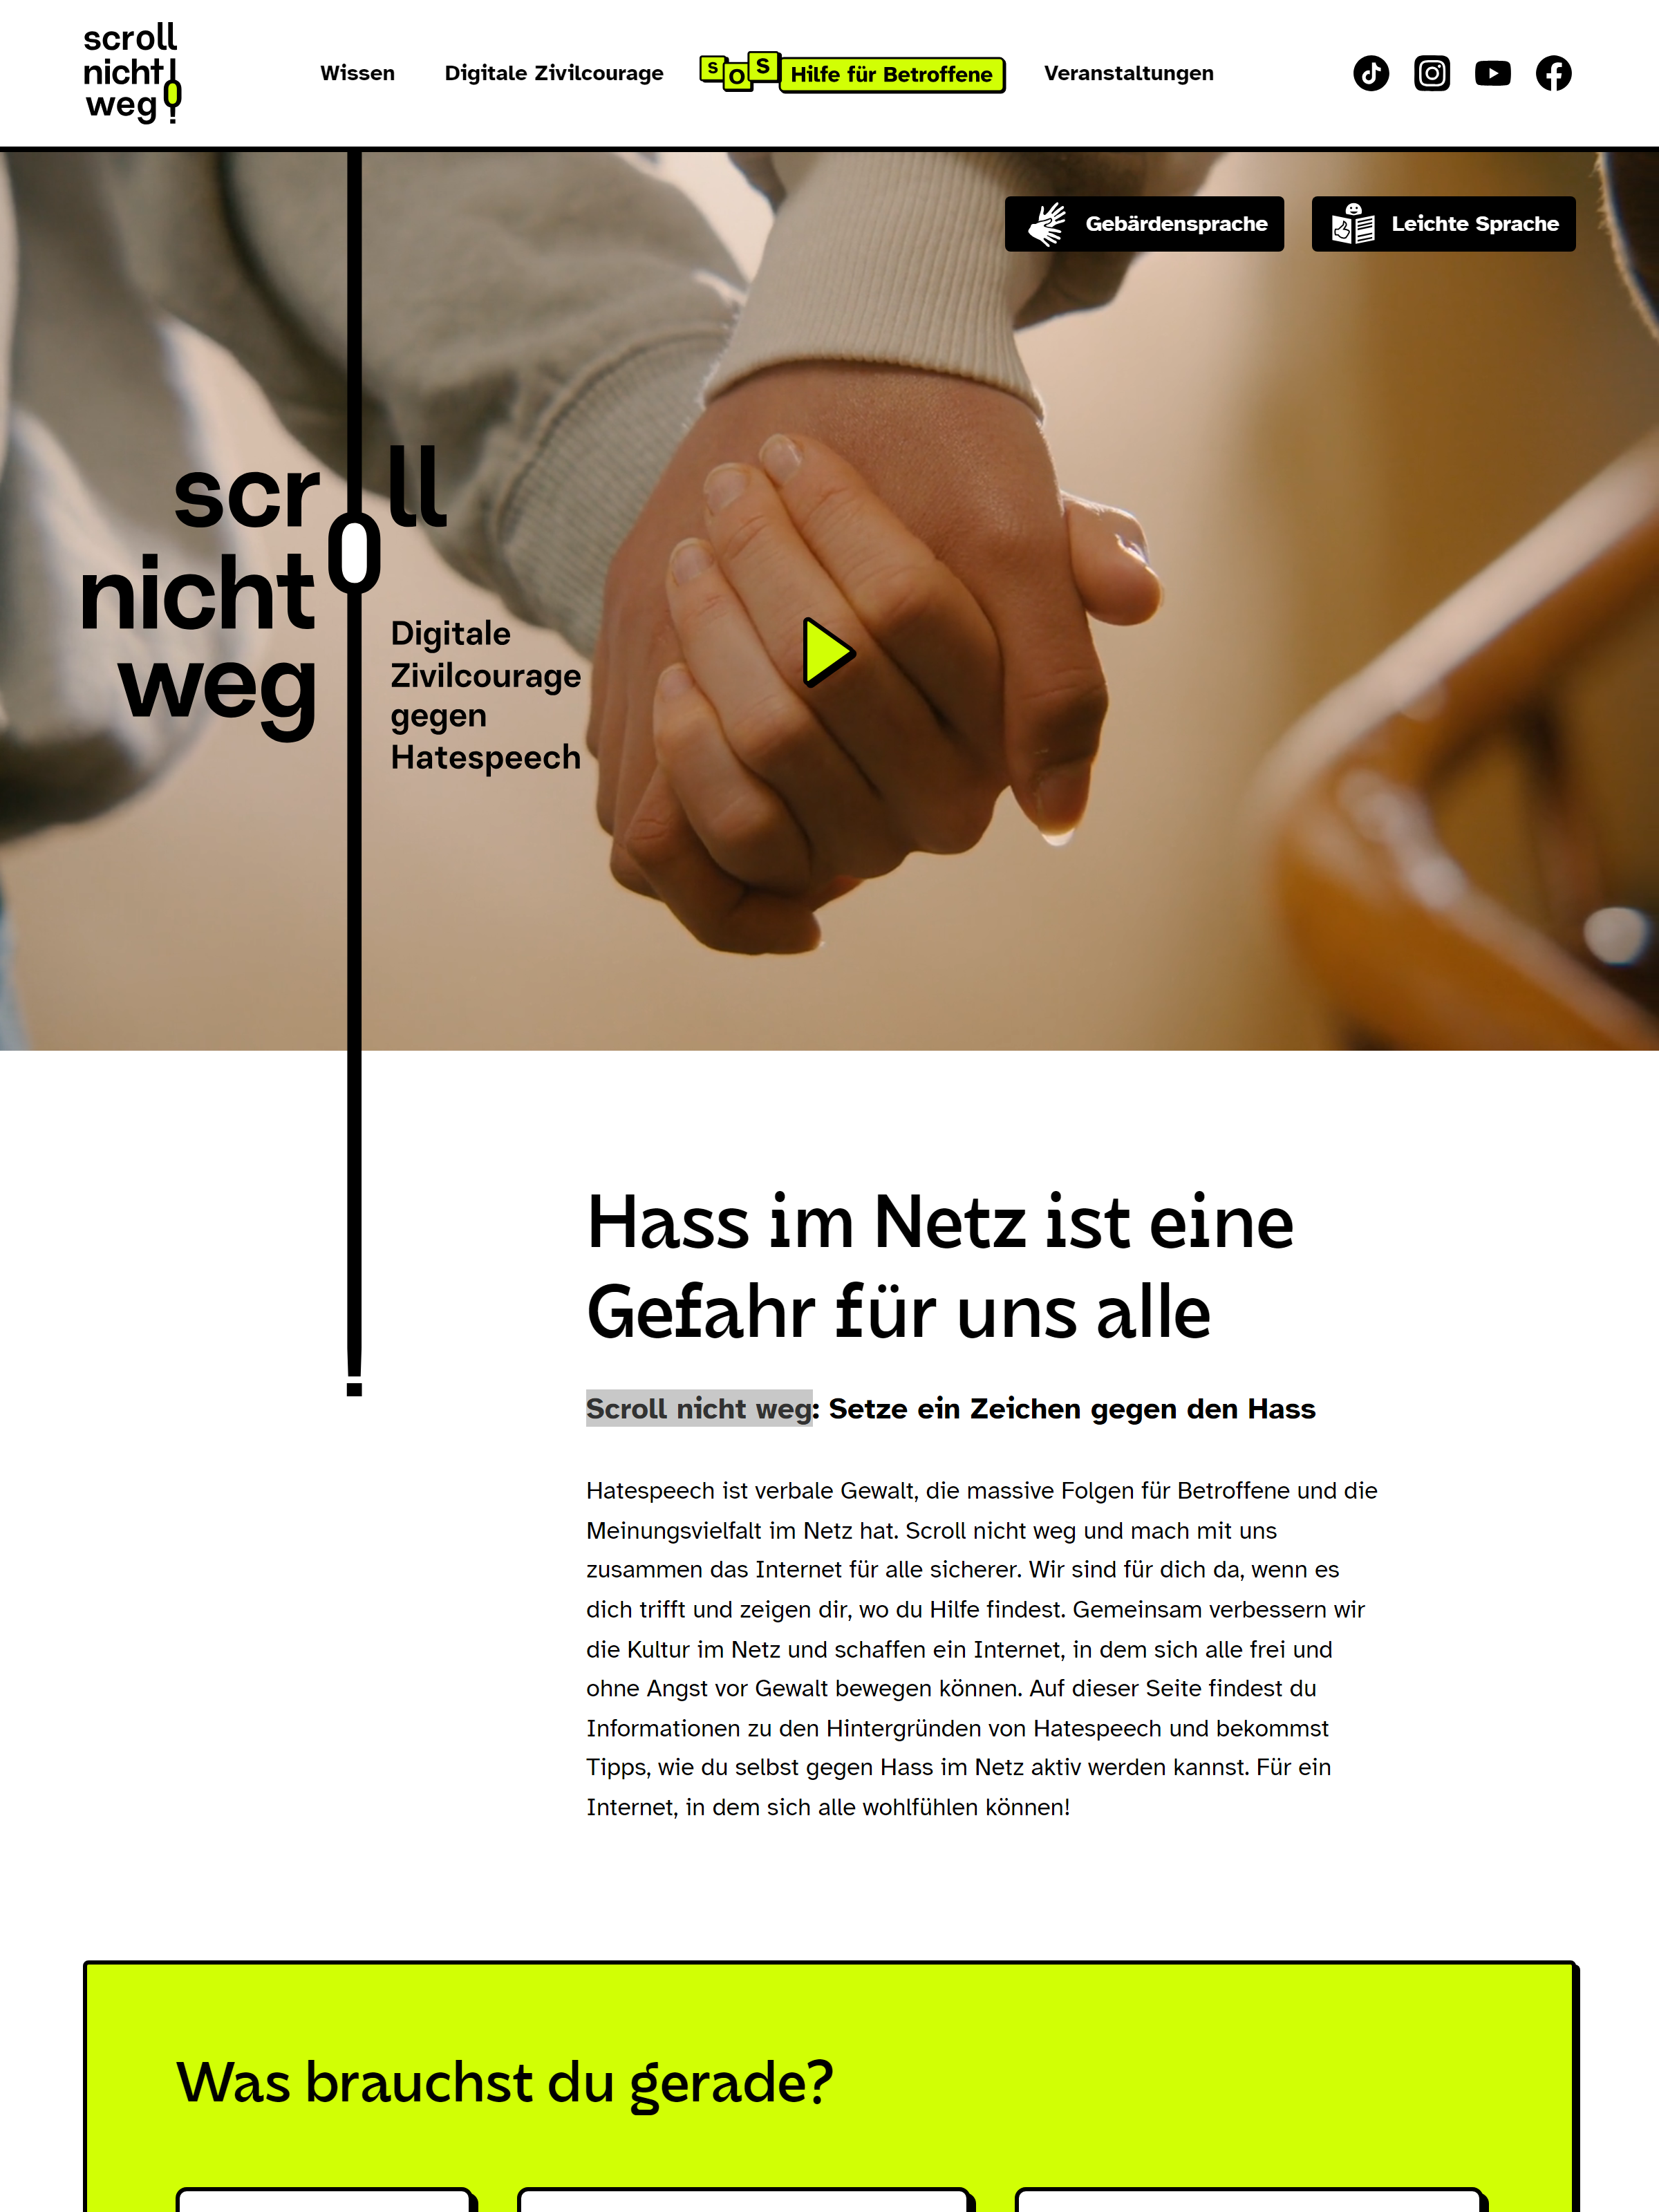 scroll
nicht
weg
Wissen
Digitale Zivilcourage
SOS
Hilfe für Betroffene
Veranstaltungen
Gebärdensprache
Leichte Sprache
scroll
nicht
weg
Digitale
Zivilcourage
gegen
Hatespeech
Hass im Netz ist eine
Gefahr für uns alle
Scroll nicht weg: Setze ein Zeichen gegen den Hass
Hatespeech ist verbale Gewalt, die massive Folgen für Betroffene und die
Meinungsvielfalt im Netz hat. Scroll nicht weg und mach mit uns
zusammen das Internet für alle sicherer. Wir sind für dich da, wenn es
dich trifft und zeigen dir, wo du Hilfe findest. Gemeinsam verbessern wir
die Kultur im Netz und schaffen ein Internet, in dem sich alle frei und
ohne Angst vor Gewalt bewegen können. Auf dieser Seite findest du
Informationen zu den Hintergründen von Hatespeech und bekommst
Tipps, wie du selbst gegen Hass im Netz aktiv werden kannst. Für ein
Internet, in dem sich alle wohlfühlen können!
Was brauchst du gerade?